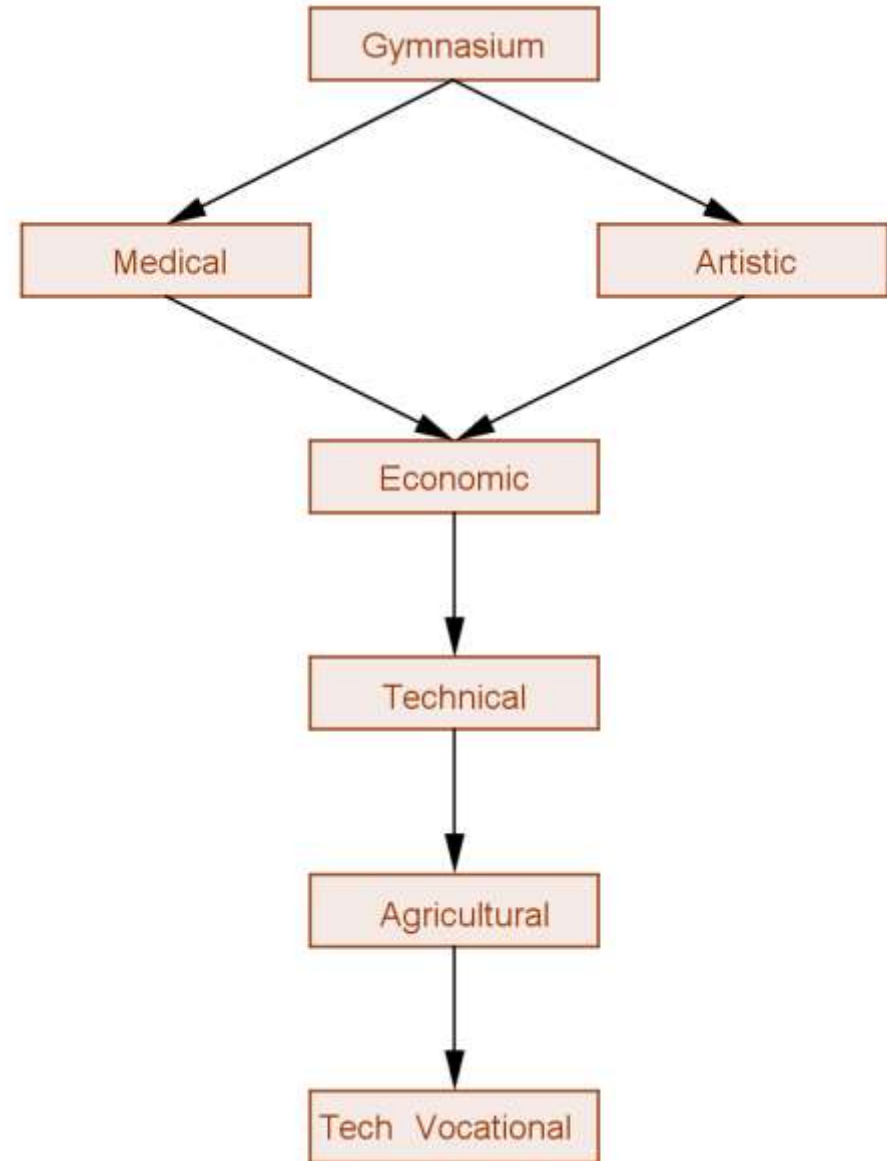 Gymnasium
Medical
Artistic
Economic
Technical
Agricultural
Tech Vocational